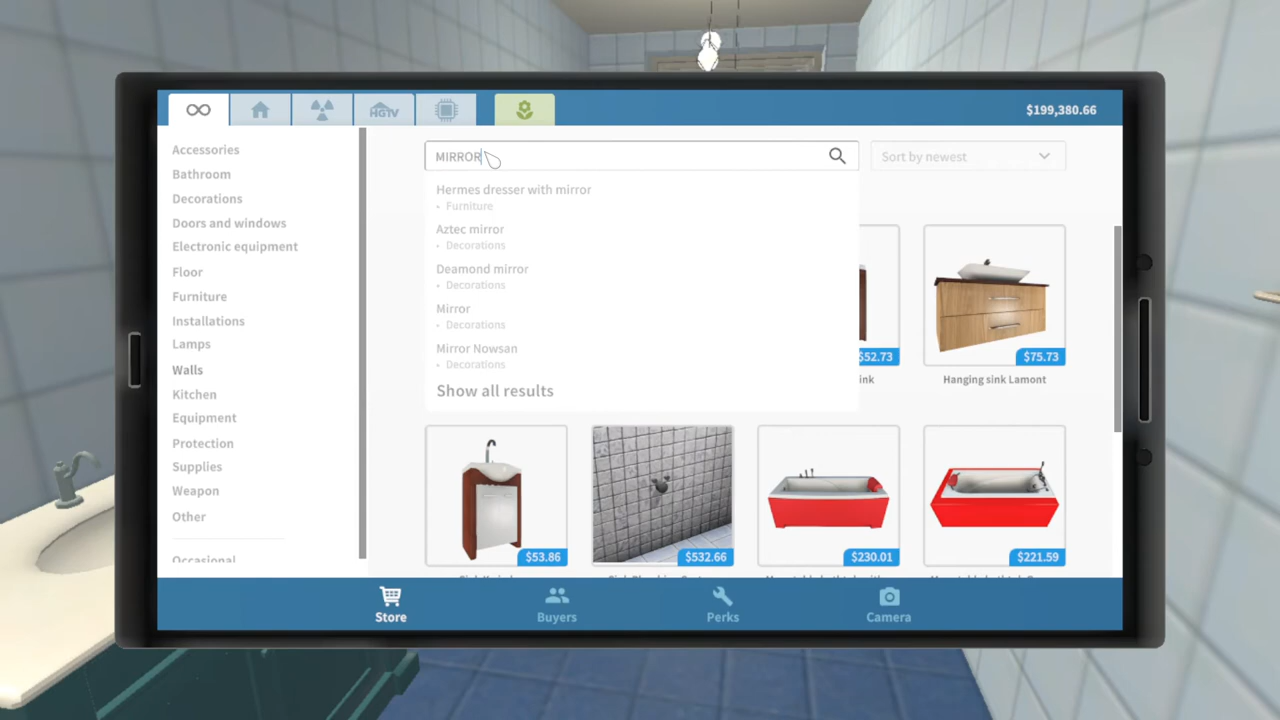 HGTV
$199,380.66
Accessories
Bathroom
Decorations
Doors and windows
Electronic equipment
Floor
Furniture
Installations
Lamps
Walls
Kitchen
Equipment
Protection
Supplies
Weapon
Other
Occasional
MIRROR
Sort by newest
Hermes dresser with mirror
• Furniture
Aztec mirror
• Decorations
Deamond mirror
• Decorations
Mirror
• Decorations
Mirror Nowsan
• Decorations
Show all results
$52.73
ink
$75.73
Hanging sink Lamont
$53.86
$532.66
$230.01
$221.59
Store
Buyers
Perks
Camera